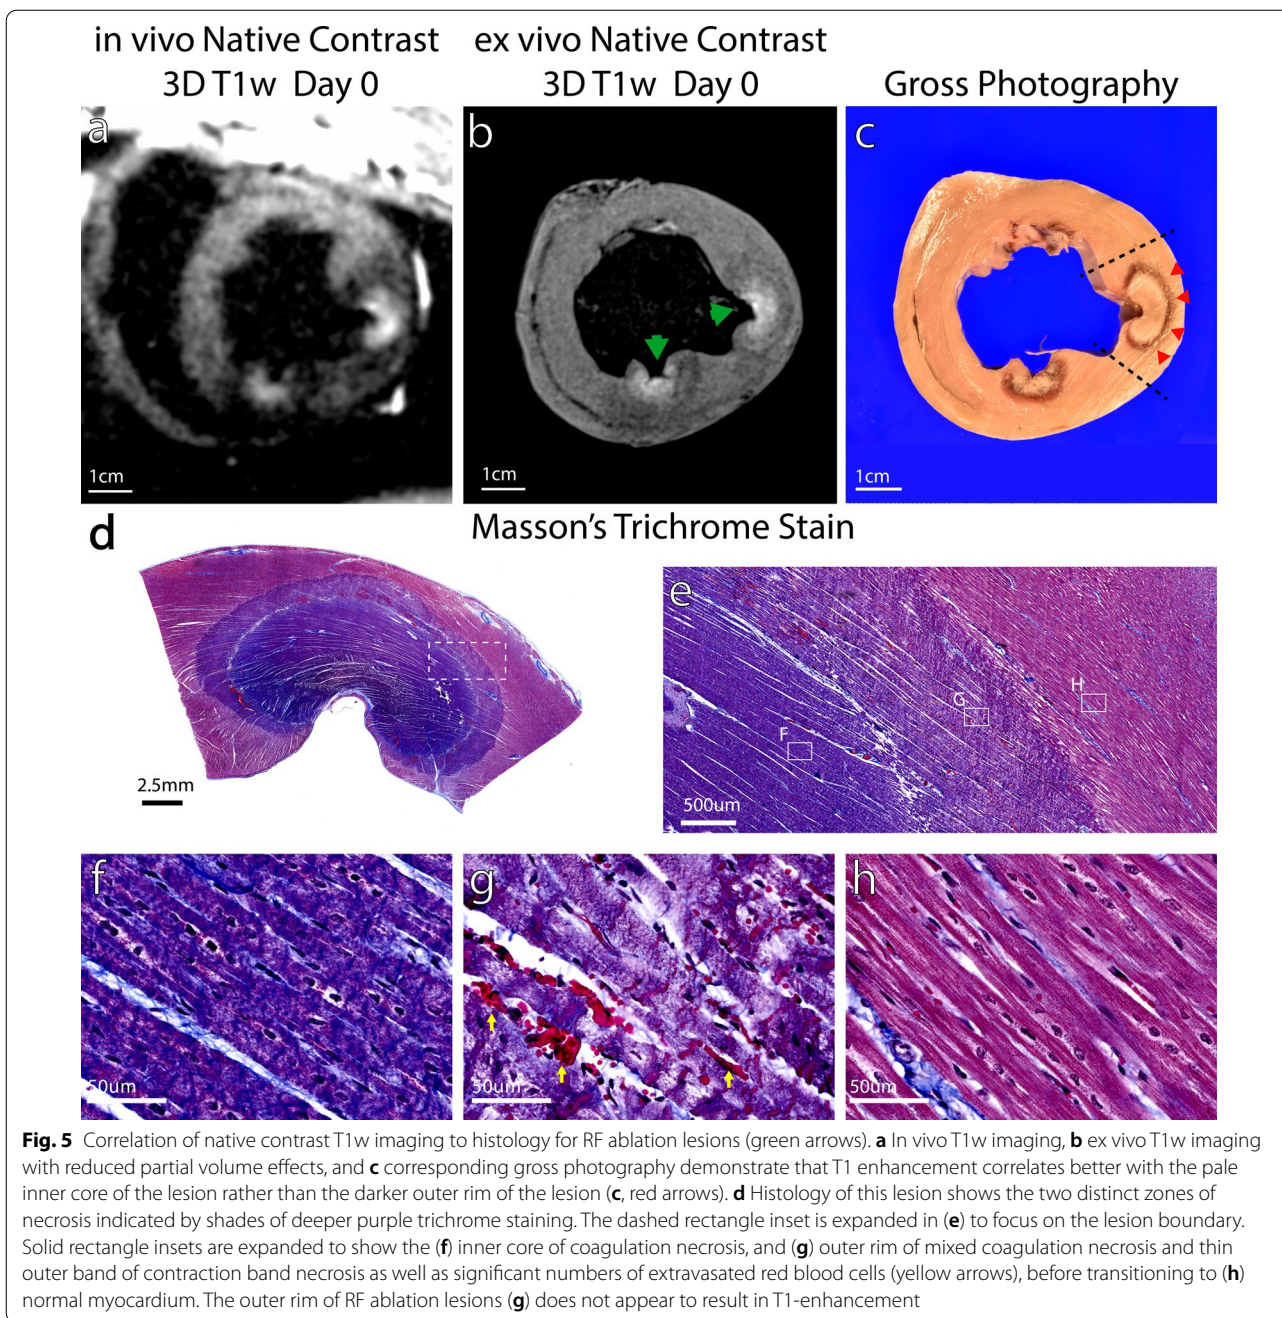 in vivo Native Contrast
3D T1w Day 0
ex vivo Native Contrast
3D T1w Day 0
Gross Photography
a
1cm
b
1cm
c
1cm
Masson's Trichrome Stain
d
2.5mm
e
F
G
H
500um
f
50um
g
50um
h
50um
Fig. 5 Correlation of native contrast T1w imaging to histology for RF ablation lesions (green arrows). a In vivo T1w imaging, b ex vivo T1w imaging
with reduced partial volume effects, and c corresponding gross photography demonstrate that T1 enhancement correlates better with the pale
inner core of the lesion rather than the darker outer rim of the lesion (c, red arrows). d Histology of this lesion shows the two distinct zones of
necrosis indicated by shades of deeper purple trichrome staining. The dashed rectangle inset is expanded in (e) to focus on the lesion boundary.
Solid rectangle insets are expanded to show the (f) inner core of coagulation necrosis, and (g) outer rim of mixed coagulation necrosis and thin
outer band of contraction band necrosis as well as significant numbers of extravasated red blood cells (yellow arrows), before transitioning to (h)
normal myocardium. The outer rim of RF ablation lesions (g) does not appear to result in T1-enhancement